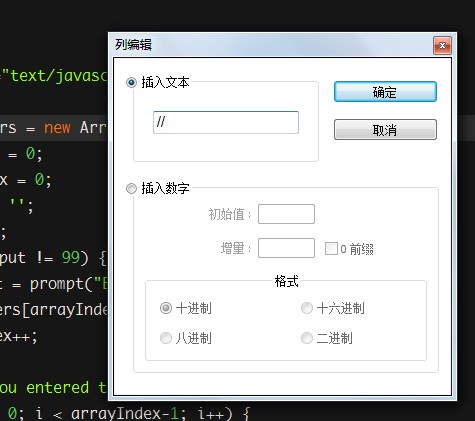 列编辑
插入文本
确定
//
取消
插入数字
初始值：
增量：
0 前缀
格式
十进制
十六进制
八进制
二进制
="text/javasc
rs = new Arr
= 0;
x = 0;
'';
;
put != 99) {
t = prompt("E
ers[arrayInde
ex++;
ou entered t
0; i < arrayIndex-1; i++) {